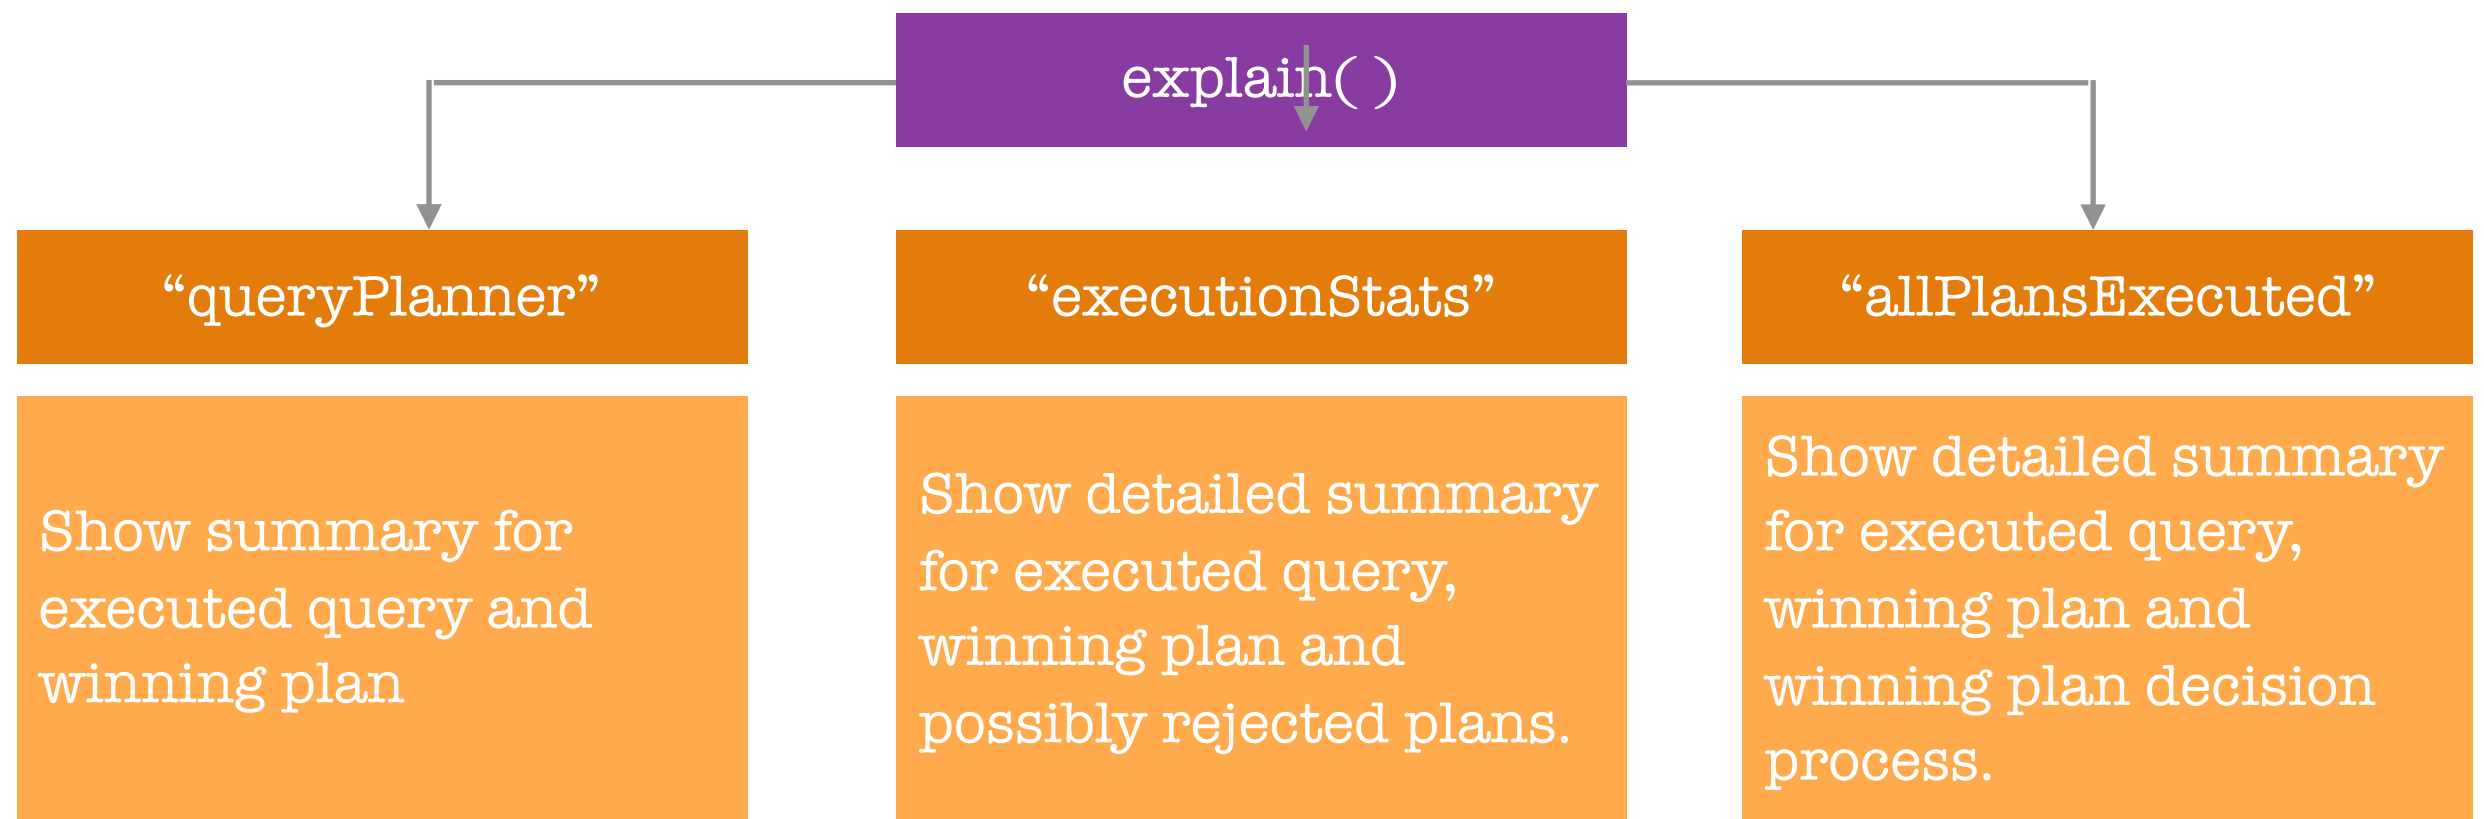 explain( )
“queryPlanner”
“executionStats”
“allPlansExecuted”
Show summary for
executed query and
winning plan
Show detailed summary
for executed query,
winning plan and
possibly rejected plans.
Show detailed summary
for executed query,
winning plan and
winning plan decision
process.